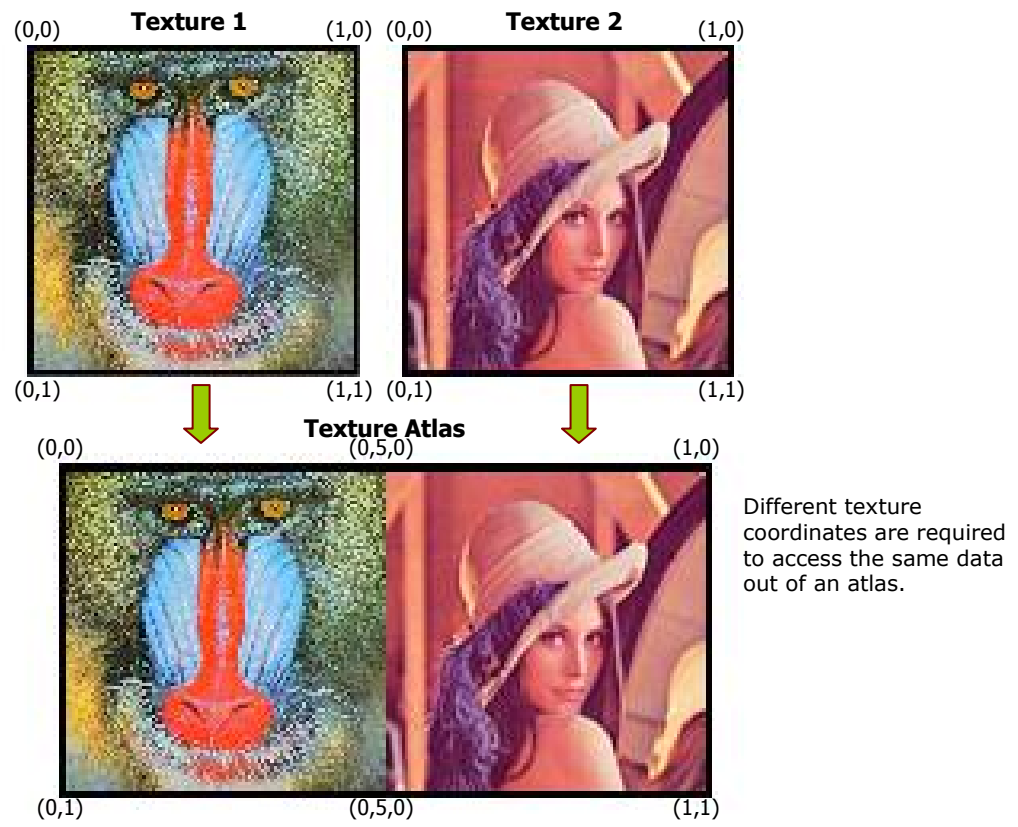 Texture 1
Texture 2
(0,0)
(1,0)
(0,0)
(1,0)
(0,1)
(1,1)
(0,1)
(1,1)
Texture Atlas
(0,0)
(0,5,0)
(1,0)
Different texture
coordinates are required
to access the same data
out of an atlas.
(0,1)
(0,5,0)
(1,1)